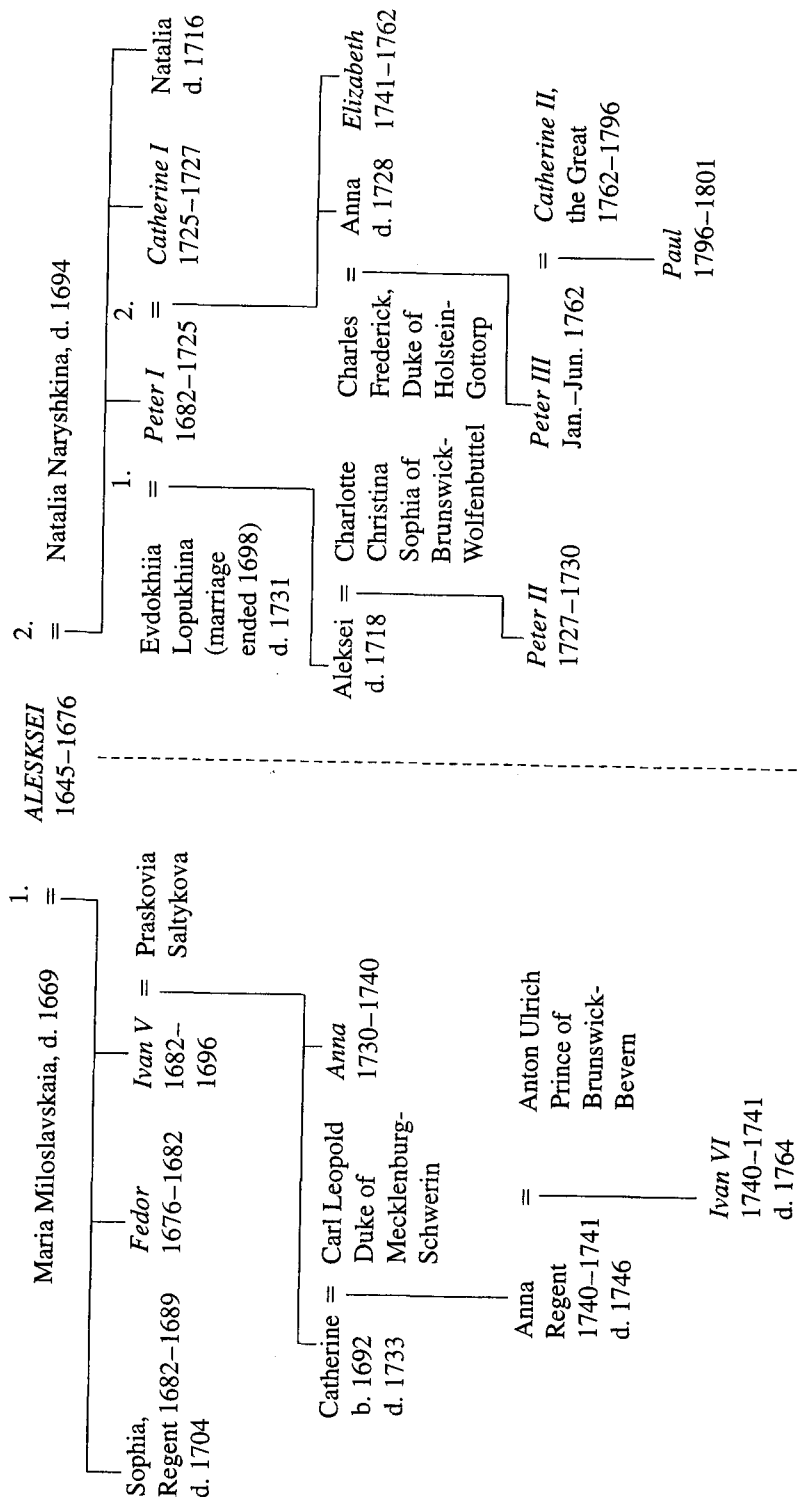 1. ALESKSEI 2.
Maria Miloslavskaia, d. 1669 = 1645–1676 = Natalia Naryshkina, d. 1694
Sophia,
Regent 1682–1689
d. 1704
Fedor
1676–1682
Ivan V = Praskovia
1682– Saltykova
1696
1. 2.
Evdokhiia = Peter I = Catherine I Natalia
Lopukhina 1682–1725 1725–1727 d. 1716
(marriage
ended 1698)
d. 1731
Catherine = Carl Leopold
b. 1692 Duke of
d. 1733 Mecklenburg-
Schwerin
Anna
1730–1740
Aleksei = Charlotte
d. 1718 Christina
Sophia of
Brunswick-
Wolfenbuttel
Charles = Anna
Frederick, d. 1728
Duke of
Holstein-
Gottorp
Elizabeth
1741–1762
Anna = Anton Ulrich
Regent Prince of
1740–1741 Brunswick-
d. 1746 Bevern
Peter II
1727–1730
Peter III = Catherine II,
Jan.–Jun. 1762 the Great
1762–1796
Ivan VI
1740–1741
d. 1764
Paul
1796–1801